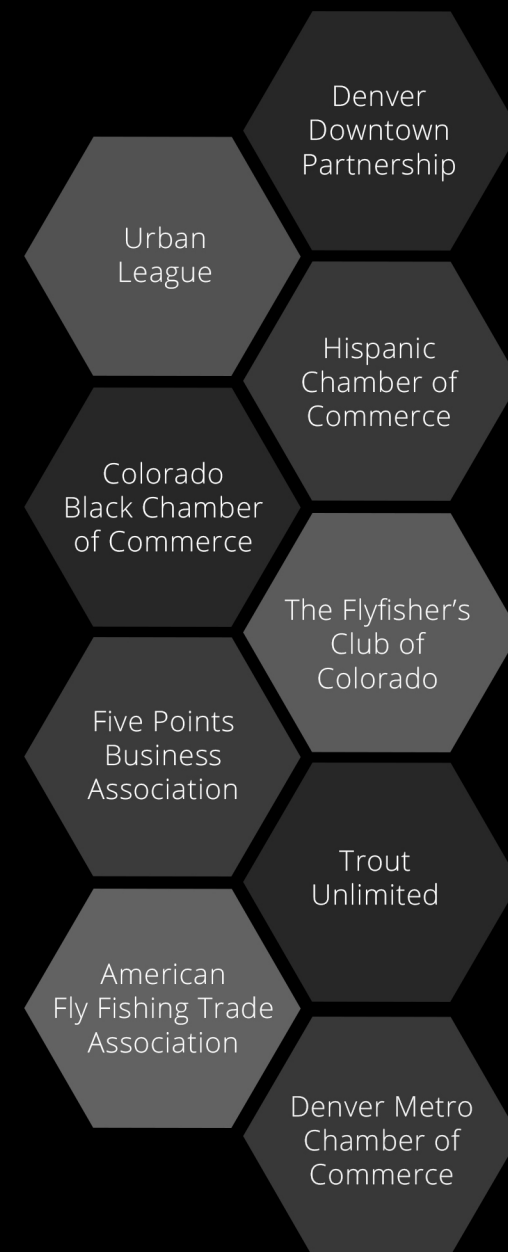 Denver
Downtown
Partnership
Urban
League
Hispanic
Chamber of
Commerce
Colorado
Black Chamber
of Commerce
The Flyfisher’s
Club of
Colorado
Five Points
Business
Association
Trout
Unlimited
American
Fly Fishing Trade
Association
Denver Metro
Chamber of
Commerce